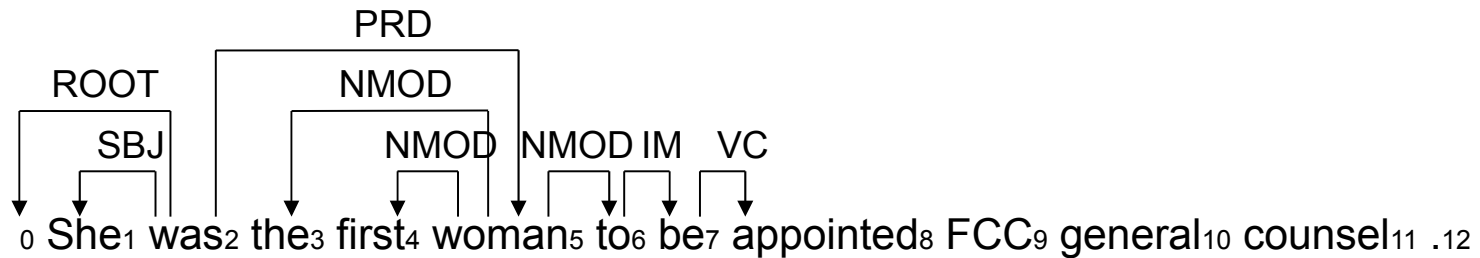 PRD
ROOT NMOD
SBJ NMOD NMOD IM VC
0 She1 was2 the3 first4 woman5 to6 be7 appointed8 FCC9 general10 counsel11 .12